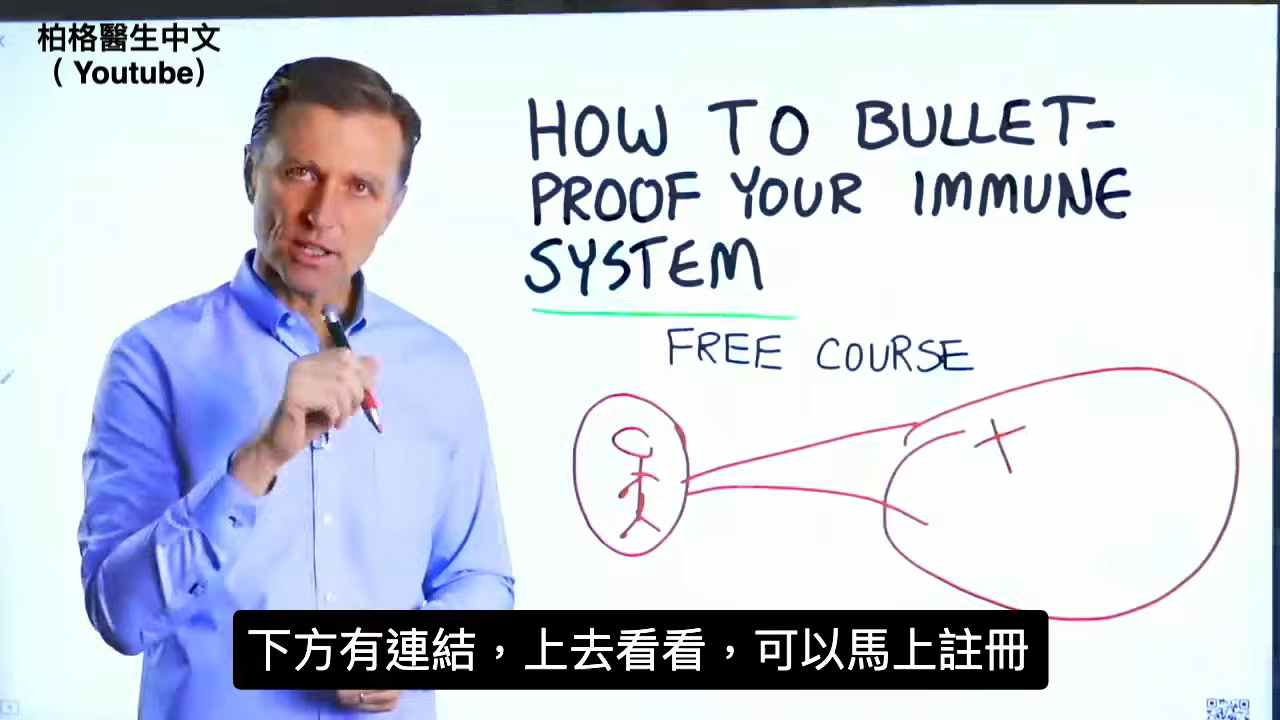 柏格醫生中文
( Youtube)
HOW TO BULLET-
PROOF YOUR IMMUNE
SYSTEM
FREE COURSE
下方有連結，上去看看，可以馬上註冊